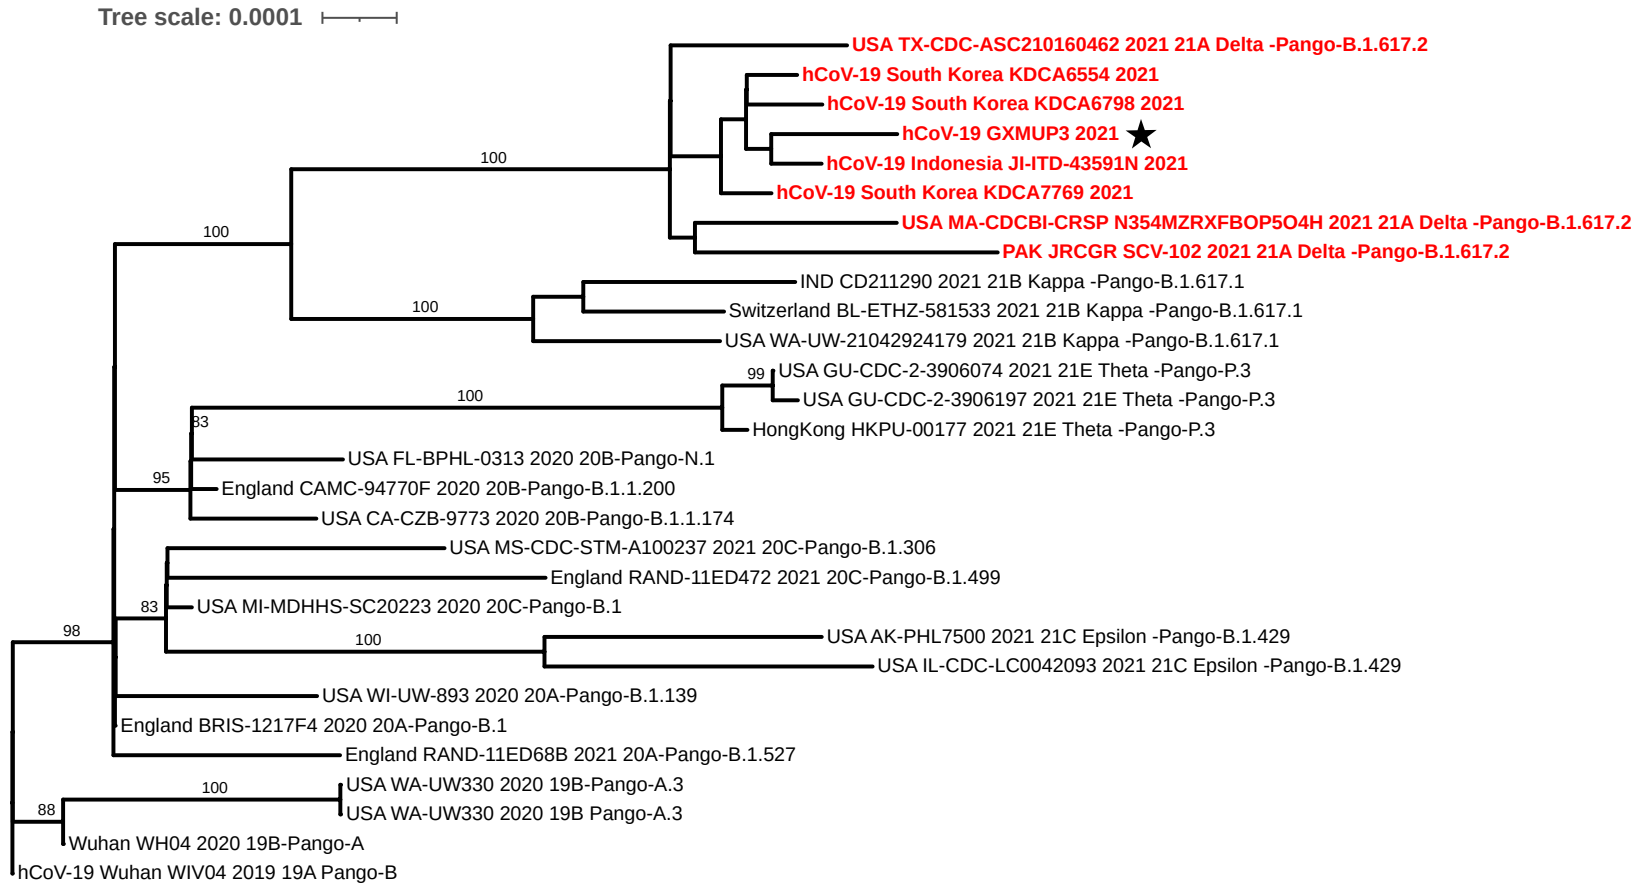 Tree scale: 0.0001
USA TX-CDC-ASC210160462 2021 21A Delta -Pango-B.1.617.2
hCoV-19 South Korea KDCA6554 2021
hCoV-19 South Korea KDCA6798 2021
hCoV-19 GXMUP3 2021
100
hCoV-19 Indonesia JI-ITD-43591N 2021
hCoV-19 South Korea KDCA7769 2021
USA MA-CDCBI-CRSP N354MZRXFBOP5O4H 2021 21A Delta -Pango-B.1.617.2
100
PAK JRCGR SCV-102 2021 21A Delta -Pango-B.1.617.2
IND CD211290 2021 21B Kappa -Pango-B.1.617.1
100
Switzerland BL-ETHZ-581533 2021 21B Kappa -Pango-B.1.617.1
USA WA-UW-21042924179 2021 21B Kappa -Pango-B.1.617.1
99
USA GU-CDC-2-3906074 2021 21E Theta -Pango-P.3
100
USA GU-CDC-2-3906197 2021 21E Theta -Pango-P.3
83
HongKong HKPU-00177 2021 21E Theta -Pango-P.3
USA FL-BPHL-0313 2020 20B-Pango-N.1
95
England CAMC-94770F 2020 20B-Pango-B.1.1.200
USA CA-CZB-9773 2020 20B-Pango-B.1.1.174
USA MS-CDC-STM-A100237 2021 20C-Pango-B.1.306
England RAND-11ED472 2021 20C-Pango-B.1.499
83
USA MI-MDHHS-SC20223 2020 20C-Pango-B.1
98
100
USA AK-PHL7500 2021 21C Epsilon -Pango-B.1.429
USA IL-CDC-LC0042093 2021 21C Epsilon -Pango-B.1.429
USA WI-UW-893 2020 20A-Pango-B.1.139
England BRIS-1217F4 2020 20A-Pango-B.1
England RAND-11ED68B 2021 20A-Pango-B.1.527
100
USA WA-UW330 2020 19B-Pango-A.3
88
USA WA-UW330 2020 19B Pango-A.3
Wuhan WH04 2020 19B-Pango-A
hCoV-19 Wuhan WIV04 2019 19A Pango-B